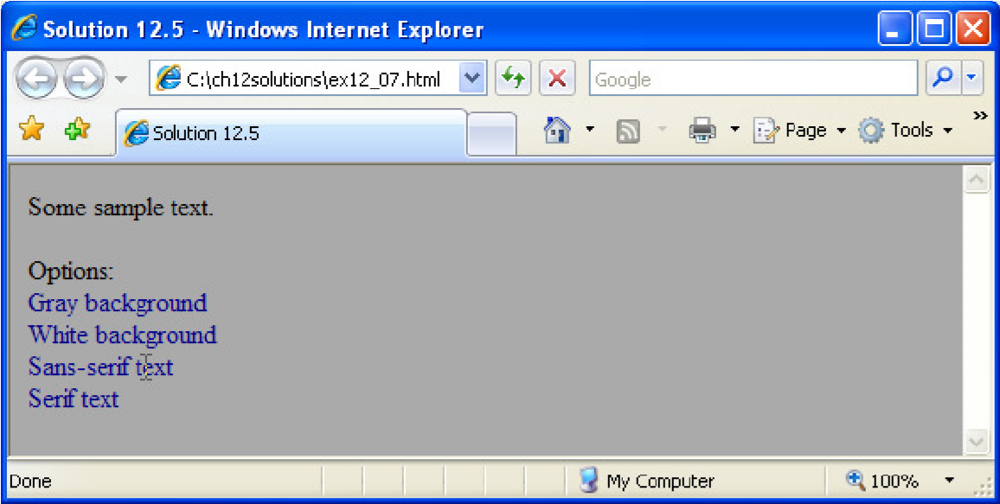 Solution 12.5 - Windows Internet Explorer
C:\ch12solutions\ex12_07.html Google
Solution 12.5 Page Tools »
Some sample text.
Options:
Gray background
White background
Sans-serif text
Serif text
Done My Computer 100%